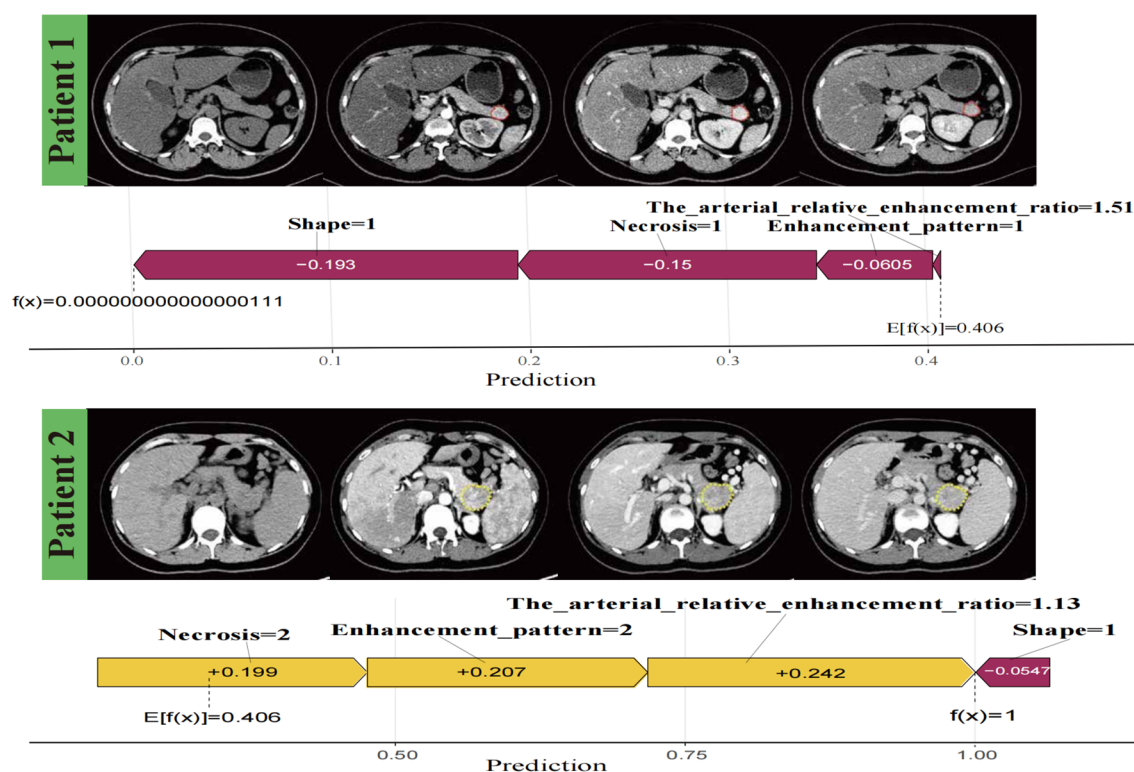 Patient 1
The_arterial_relative_enhancement_ratio=1.51
Shape=1
Necrosis=1
Enhancement_pattern=1
−0.193
−0.15
−0.0605
f(x)=0.000000000000000111
E[f(x)]=0.406
0.0
0.1
0.2
0.3
0.4
Prediction
Patient 2
The_arterial_relative_enhancement_ratio=1.13
Necrosis=2
Enhancement_pattern=2
Shape=1
+0.199
+0.207
+0.242
−0.0547
E[f(x)]=0.406
f(x)=1
0.50
0.75
1.00
Prediction